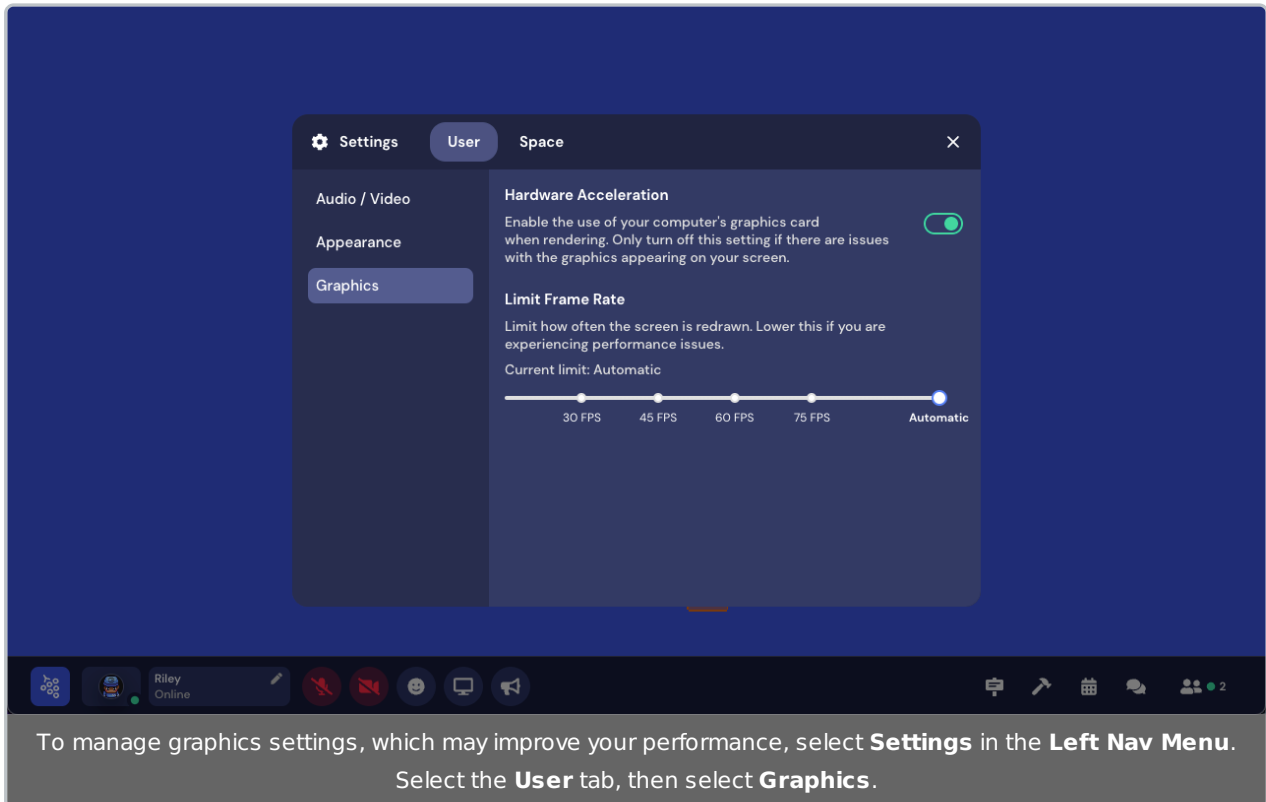 Settings User Space
Audio / Video
Appearance
Graphics
Hardware Acceleration
Enable the use of your computer's graphics card
when rendering. Only turn off this setting if there are issues
with the graphics appearing on your screen.
Limit Frame Rate
Limit how often the screen is redrawn. Lower this if you are
experiencing performance issues.
Current limit: Automatic
30 FPS 45 FPS 60 FPS 75 FPS Automatic
Riley
Online
2
To manage graphics settings, which may improve your performance, select Settings in the Left Nav Menu.
Select the User tab, then select Graphics.